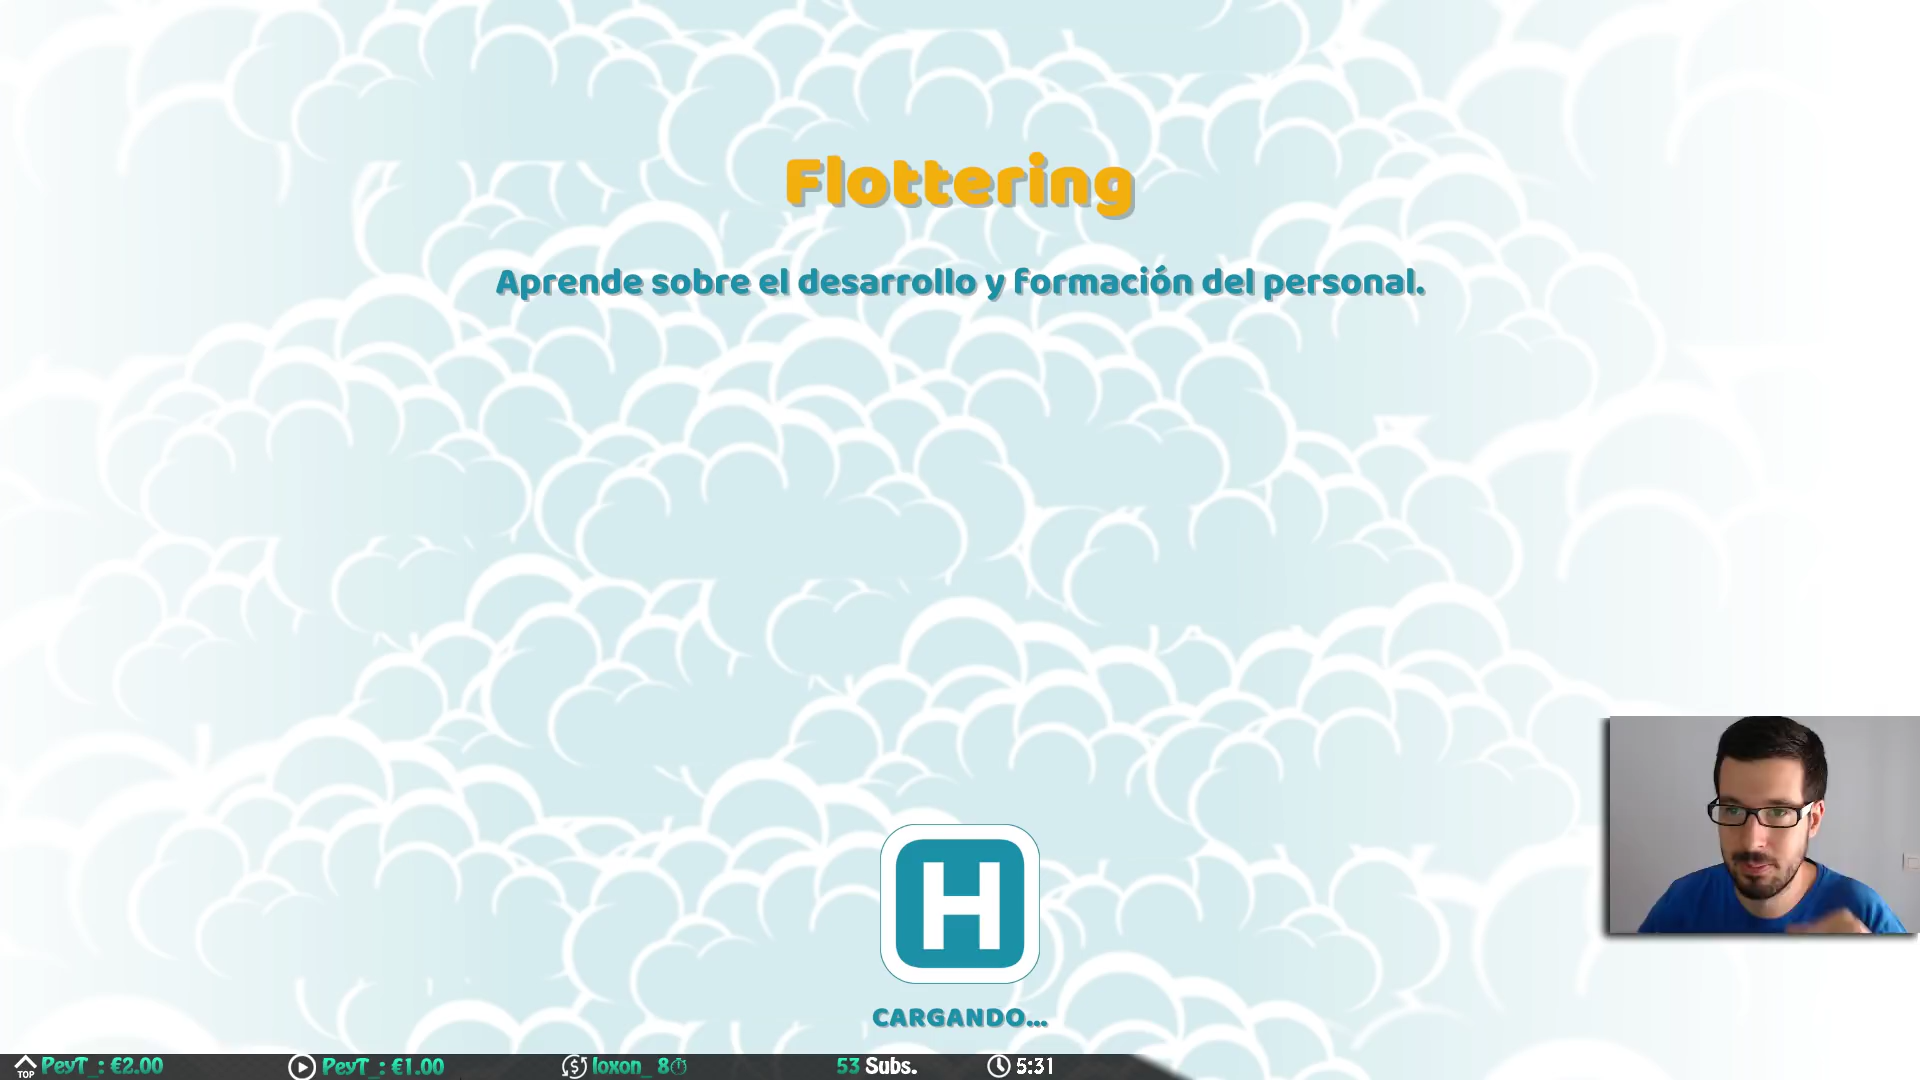 Flottering
Aprende sobre el desarrollo y formación del personal.
H
CARGANDO...
TOP PeyT_: €2.00
PeyT_: €1.00
loxon_ 8
53 Subs.
5:31